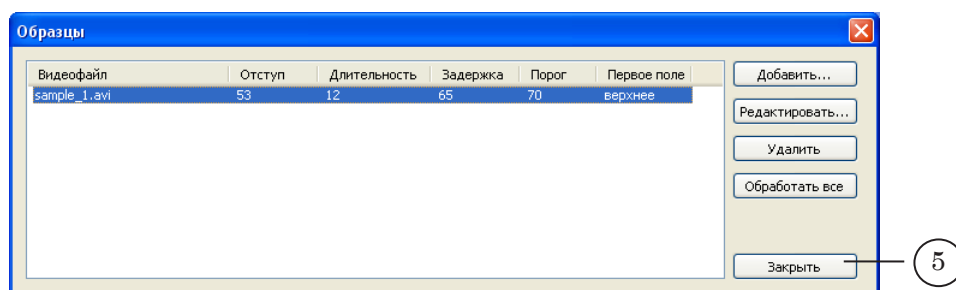 Образцы
Видеофайл Отступ Длительность Задержка Порог Первое поле
sample_1.avi 53 12 65 70 верхнее
Добавить...
Редактировать...
Удалить
Обработать все
Закрыть
5